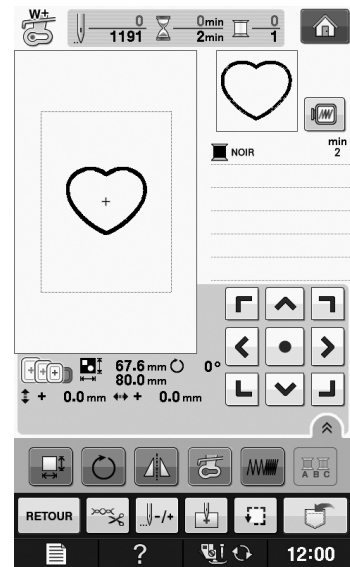 W+
0 0min 0
1191 2min 1
min
NOIR 2
67.6 mm 0°
80.0 mm
+ 0.0 mm + 0.0 mm
A B C
RETOUR -/+
? 12:00